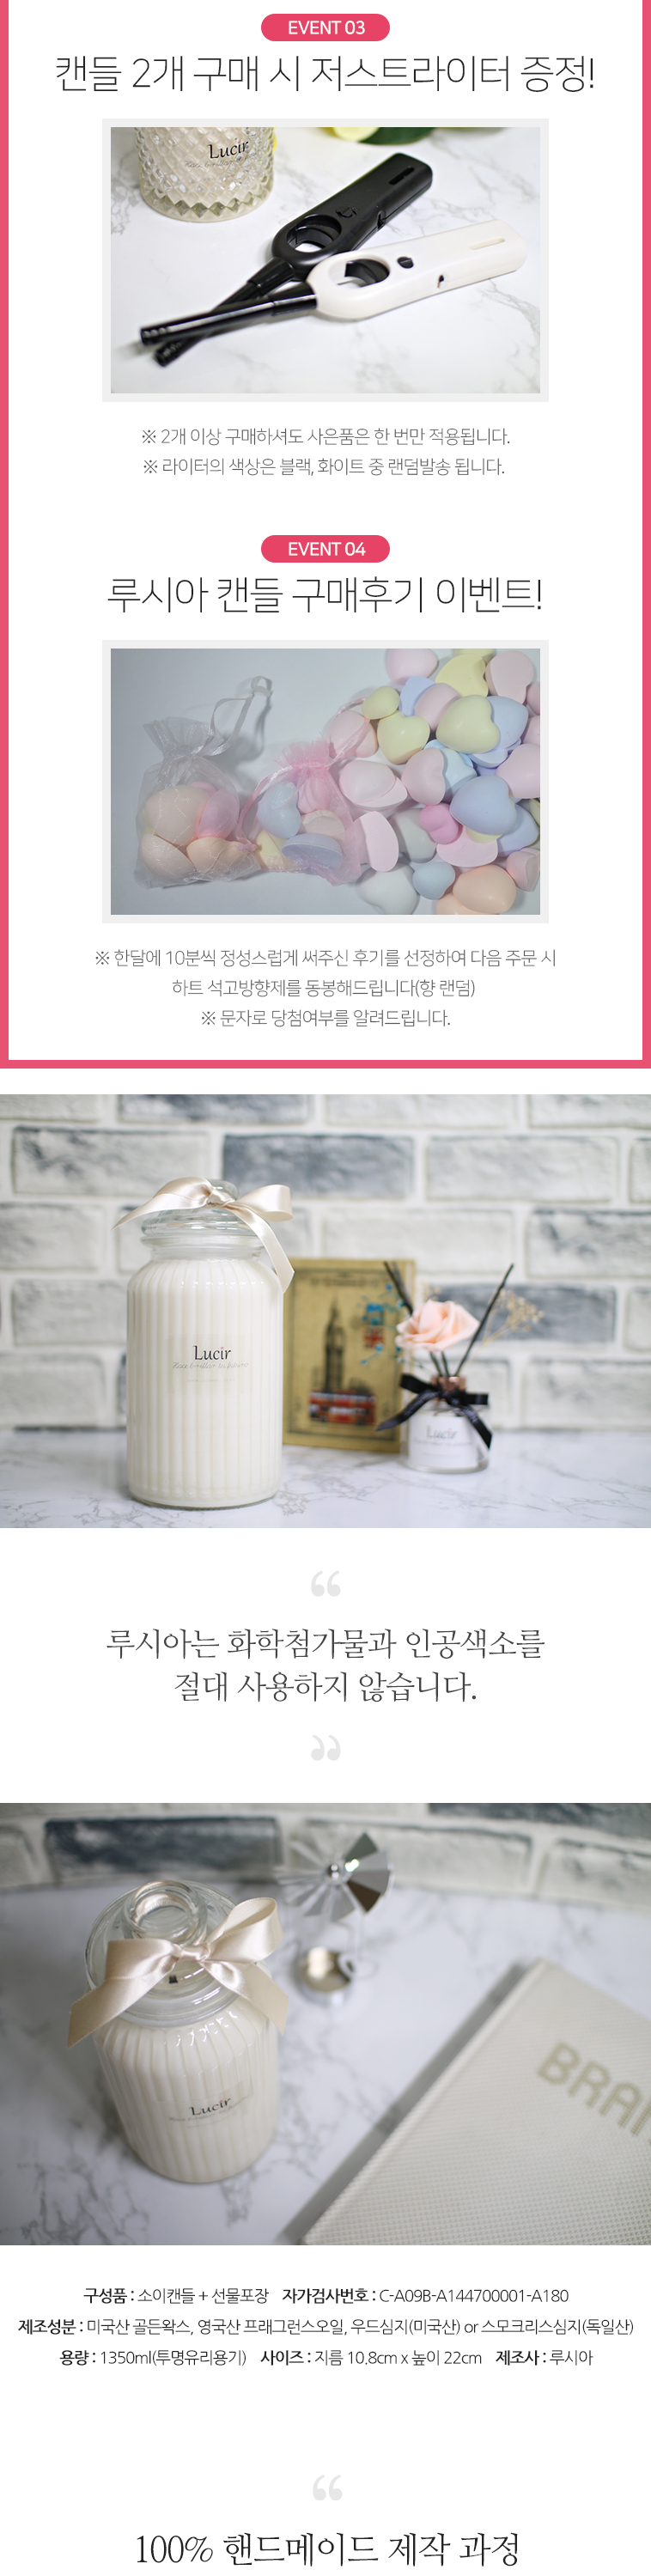 EVENT 03
캔들 2개 구매 시 저스트라이터 증정!
Lucir
※ 2개 이상 구매하셔도 사은품은 한 번만 적용됩니다.
※ 라이터의 색상은 블랙, 화이트 중 랜덤발송 됩니다.
EVENT 04
루시아 캔들 구매후기 이벤트!
※ 한달에 10분씩 정성스럽게 써주신 후기를 선정하여 다음 주문 시
하트 석고방향제를 동봉해드립니다(향 랜덤)
※ 문자로 당첨여부를 알려드립니다.
Lucir
Lucir
“
루시아는 화학첨가물과 인공색소를
절대 사용하지 않습니다.
”
Lucir
BRA
구성품 : 소이캔들 + 선물포장 자가검사번호 : C-A09B-A144700001-A180
제조성분 : 미국산 골든왁스, 영국산 프래그런스오일, 우드심지(미국산) or 스모크리스심지(독일산)
용량 : 1350ml(투명유리용기) 사이즈 : 지름 10.8cm x 높이 22cm 제조사 : 루시아
“
100% 핸드메이드 제작 과정